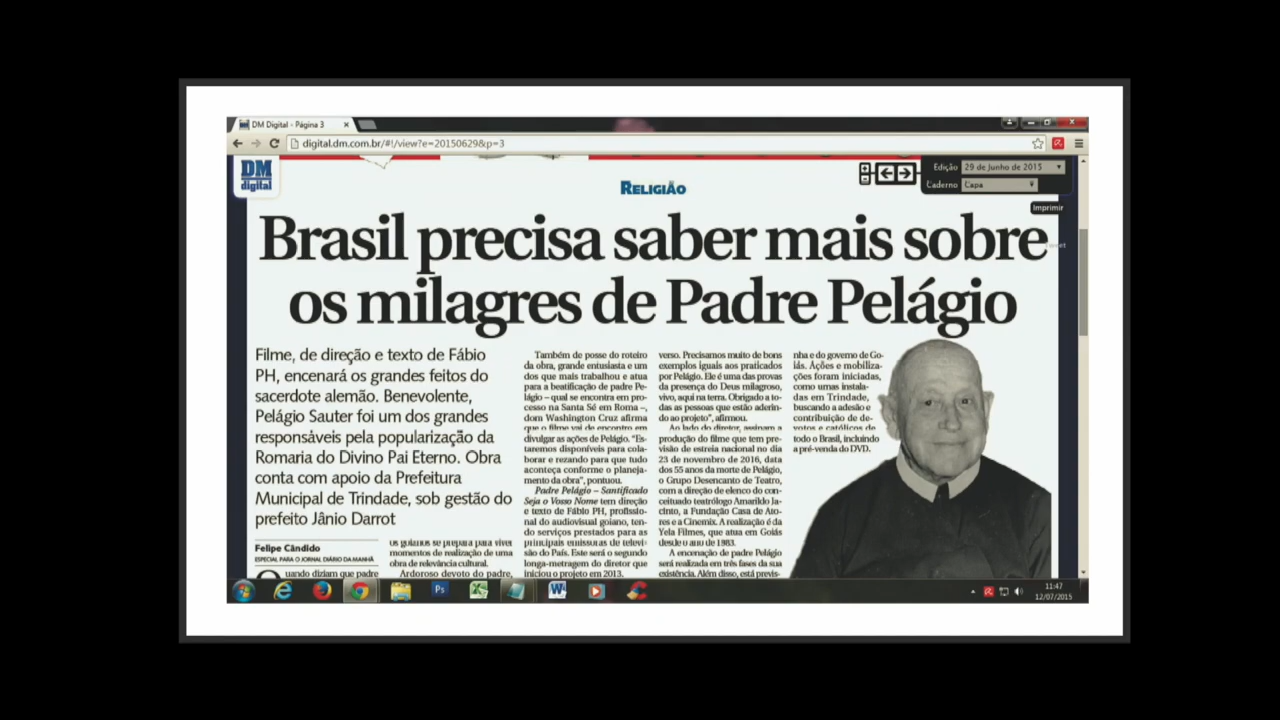 DM Digital - Página 3
digital.dm.com.br/#!/view?e=20150629&p=3
DM
digital
RELIGIÃO
Edição 29 de Junho de 2015
Caderno Capa
Imprimir
Brasil precisa saber mais sobre
os milagres de Padre Pelágio
Filme, de direção e texto de Fábio
PH, encenará os grandes feitos do
sacerdote alemão. Benevolente,
Pelágio Sauter foi um dos grandes
responsáveis pela popularização da
Romaria do Divino Pai Eterno. Obra
conta com apoio da Prefeitura
Municipal de Trindade, sob gestão do
prefeito Jânio Darrot
Felipe Cândido
ESPECIAL PARA O JORNAL DIÁRIO DA MANHÃ
Quando diziam que padre
os goianos se prepara para viver
momentos de realização de uma
obra de relevância cultural.
Ardoroso devoto do padre,
Também de posse do roteiro
da obra, grande entusiasta e um
dos que mais trabalhou e atua
para a beatificação de padre Pe-
lágio – qual se encontra em pro-
cesso na Santa Sé em Roma –,
dom Washington Cruz afirma
que o filme vai de encontro em
divulgar as ações de Pelágio. “Es-
taremos disponíveis para cola-
borar e rezando para que tudo
aconteça conforme o planeja-
mento da obra”, pontuou.
Padre Pelágio – Santificado
Seja o Vosso Nome tem direção
e texto de Fábio PH, profissio-
nal do audiovisual goiano, ten-
do serviços prestados para as
principais emissoras de televi-
são do País. Este será o segundo
longa-metragem do diretor que
iniciou o projeto em 2013.
verso. Precisamos muito de bons
exemplos iguais aos praticados
por Pelágio. Ele é uma das provas
da presença do Deus milagroso,
vivo, aqui na terra. Obrigado a to-
das as pessoas que estão aderin-
do ao projeto”, afirmou.
Ao lado do diretor, assinam a
produção do filme que tem pre-
visão de estreia nacional no dia
23 de novembro de 2016, data
dos 55 anos da morte de Pelágio,
o Grupo Desencanto de Teatro,
com a direção de elenco do con-
ceituado teatrólogo Amarildo Ja-
cinto, a Fundação Casa de Ato-
res e a Cinemix. A realização é da
Yela Filmes, que atua em Goiás
desde o ano de 1983.
A encenação de padre Pelágio
será realizada em três fases da sua
existência. Além disso, está previs-
nha e do governo de Go-
iás. Ações e mobiliza-
ções foram iniciadas,
como umas instala-
das em Trindade,
buscando a adesão e
contribuição de de-
votos e católicos de
todo o Brasil, incluindo
a pré-venda do DVD.
11:47
12/07/2015